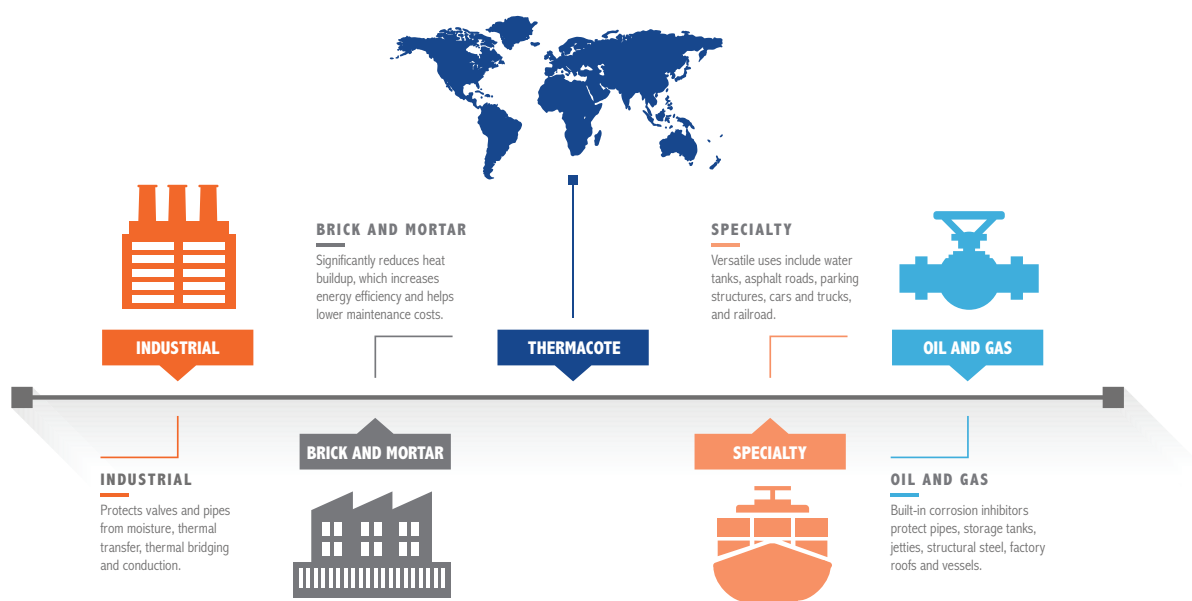 BRICK AND MORTAR
Significantly reduces heat
buildup, which increases
energy efficiency and helps
lower maintenance costs.
SPECIALTY
Versatile uses include water
tanks, asphalt roads, parking
structures, cars and trucks,
and railroad.
INDUSTRIAL
THERMACOTE
OIL AND GAS
BRICK AND MORTAR
SPECIALTY
INDUSTRIAL
Protects valves and pipes
from moisture, thermal
transfer, thermal bridging
and conduction.
OIL AND GAS
Built-in corrosion inhibitors
protect pipes, storage tanks,
jetties, structural steel, factory
roofs and vessels.